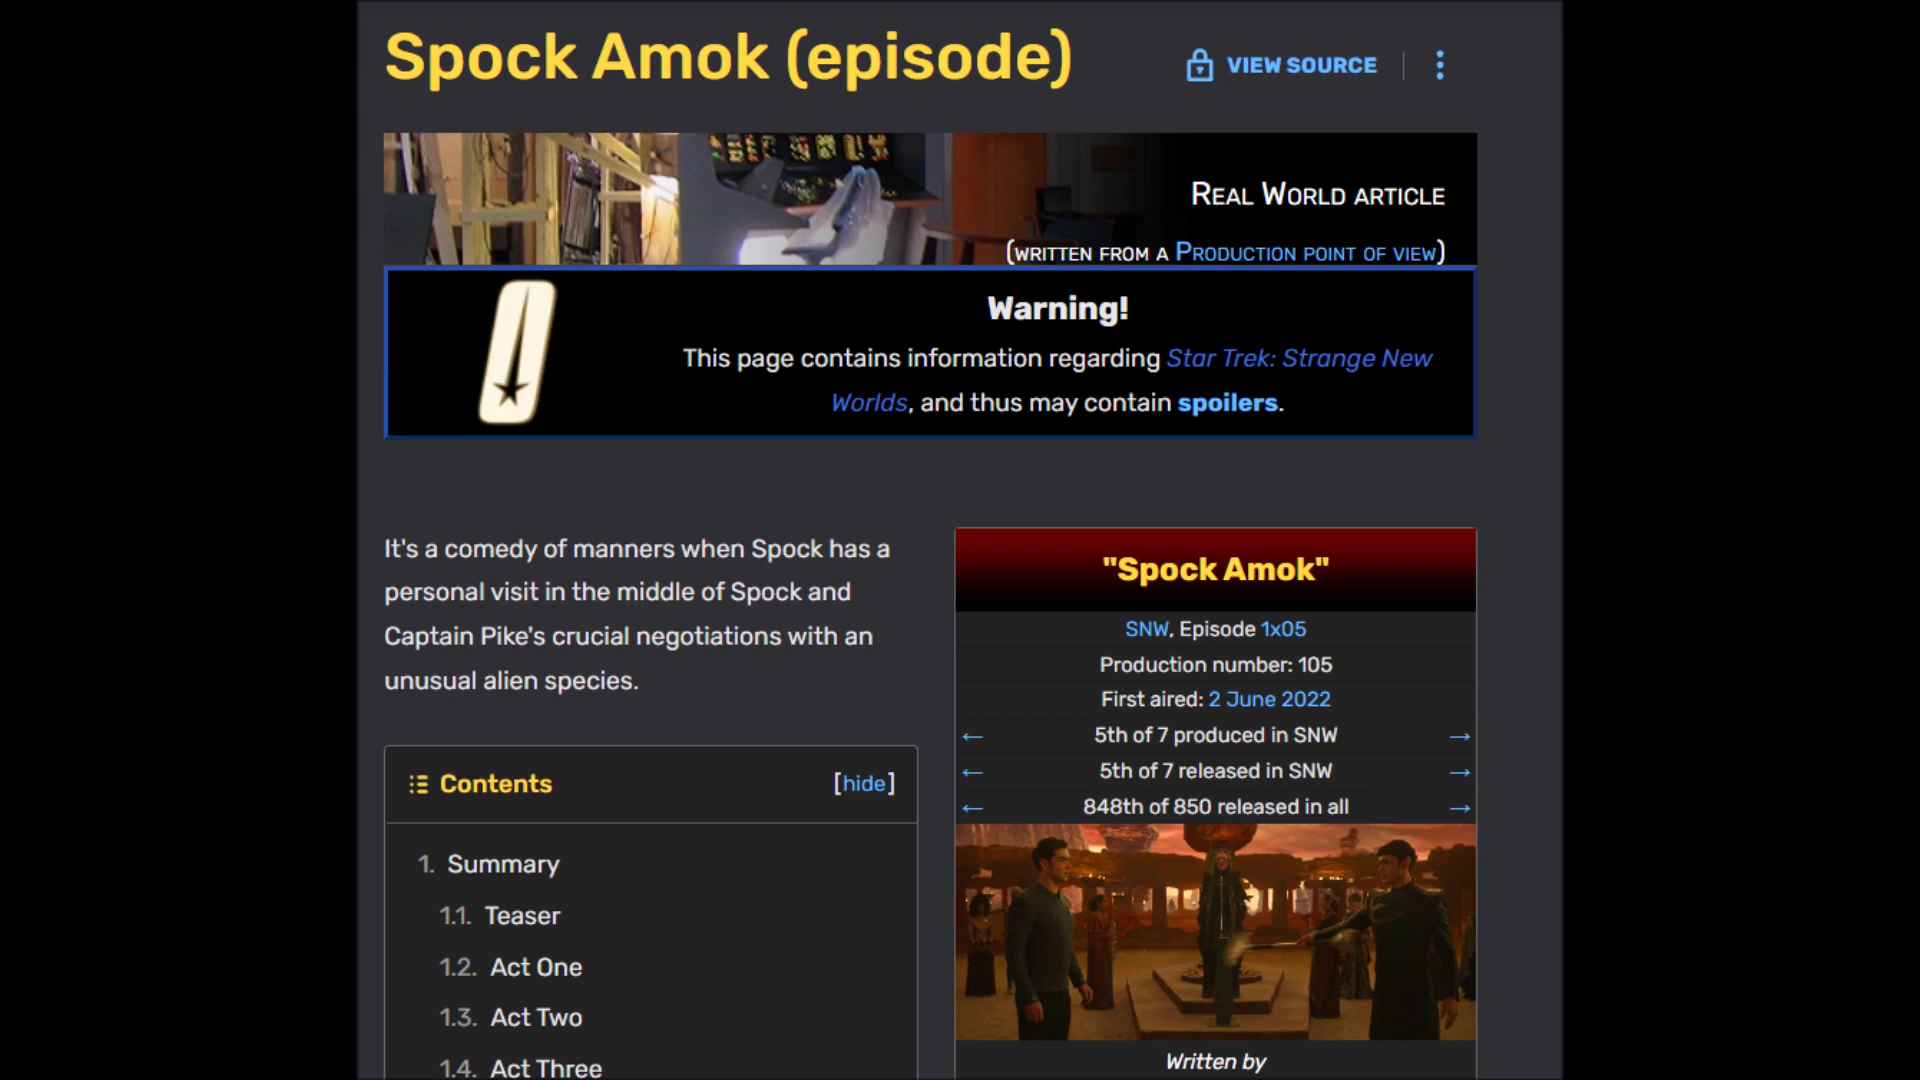 Spock Amok (episode)
VIEW SOURCE
Real World article
(written from a Production point of view)
Warning!
This page contains information regarding Star Trek: Strange New
Worlds, and thus may contain spoilers.
It's a comedy of manners when Spock has a
personal visit in the middle of Spock and
Captain Pike's crucial negotiations with an
unusual alien species.
Contents [hide]
1. Summary
1.1. Teaser
1.2. Act One
1.3. Act Two
1.4. Act Three
"Spock Amok"
SNW, Episode 1x05
Production number: 105
First aired: 2 June 2022
← 5th of 7 produced in SNW →
← 5th of 7 released in SNW →
← 848th of 850 released in all →
Written by